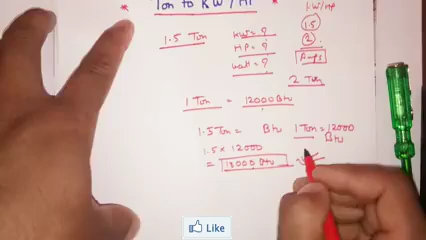 Ton to KW/HP
1.5 Ton
KW = ?
HP = ?
Watt = ?
1. W/HP
1.5
2
Amps
2 Ton
1 Ton = 12000 Btu
1.5 Ton = Btu
1.5 x 12000
= 18000 Btu
1 Ton = 12000
Btu
Like